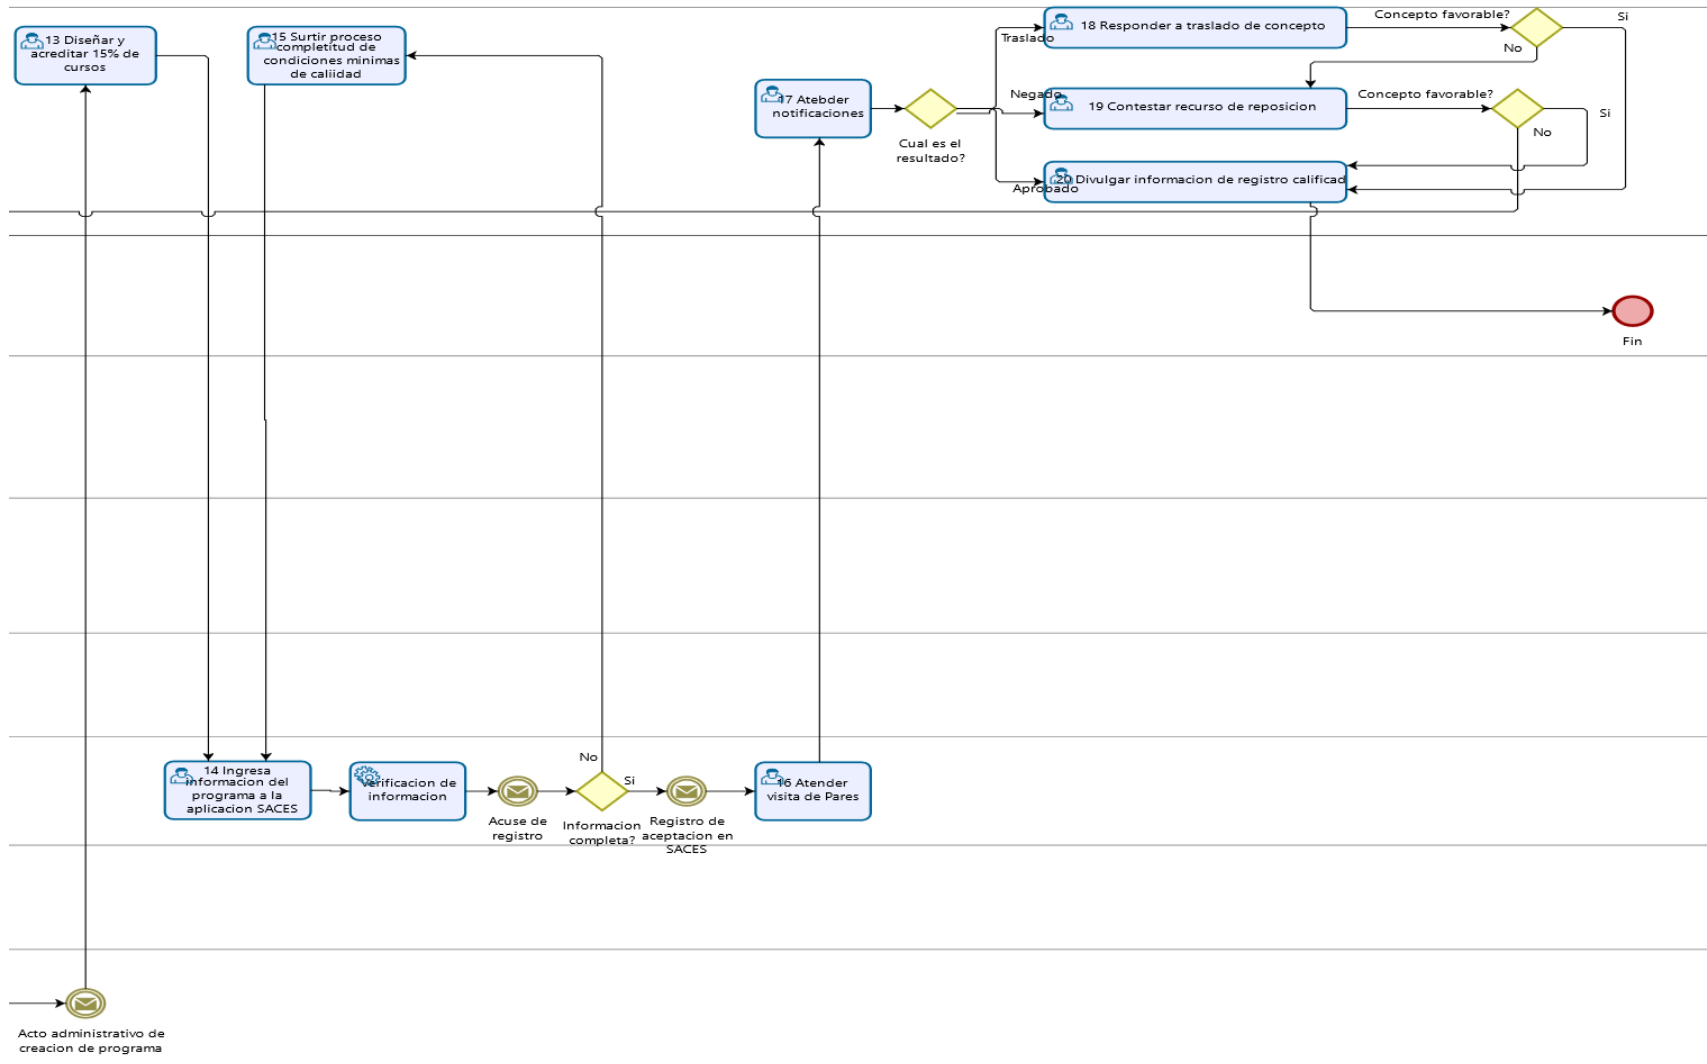 13 Diseñar y
acreditar 15% de
cursos
15 Surtir proceso
completitud de
condiciones minimas
de caliidad
17 Atebder
notificaciones
Cual es el
resultado?
Traslado
Negado
Aprobado
18 Responder a traslado de concepto
Concepto favorable?
Si
No
19 Contestar recurso de reposicion
Concepto favorable?
Si
No
20 Divulgar informacion de registro calificad
Fin
14 Ingresa
informacion del
programa a la
aplicacion SACES
Verificacion de
informacion
Acuse de
registro
No
Si
Informacion
completa?
Registro de
aceptacion en
SACES
16 Atender
visita de Pares
Acto administrativo de
creacion de programa